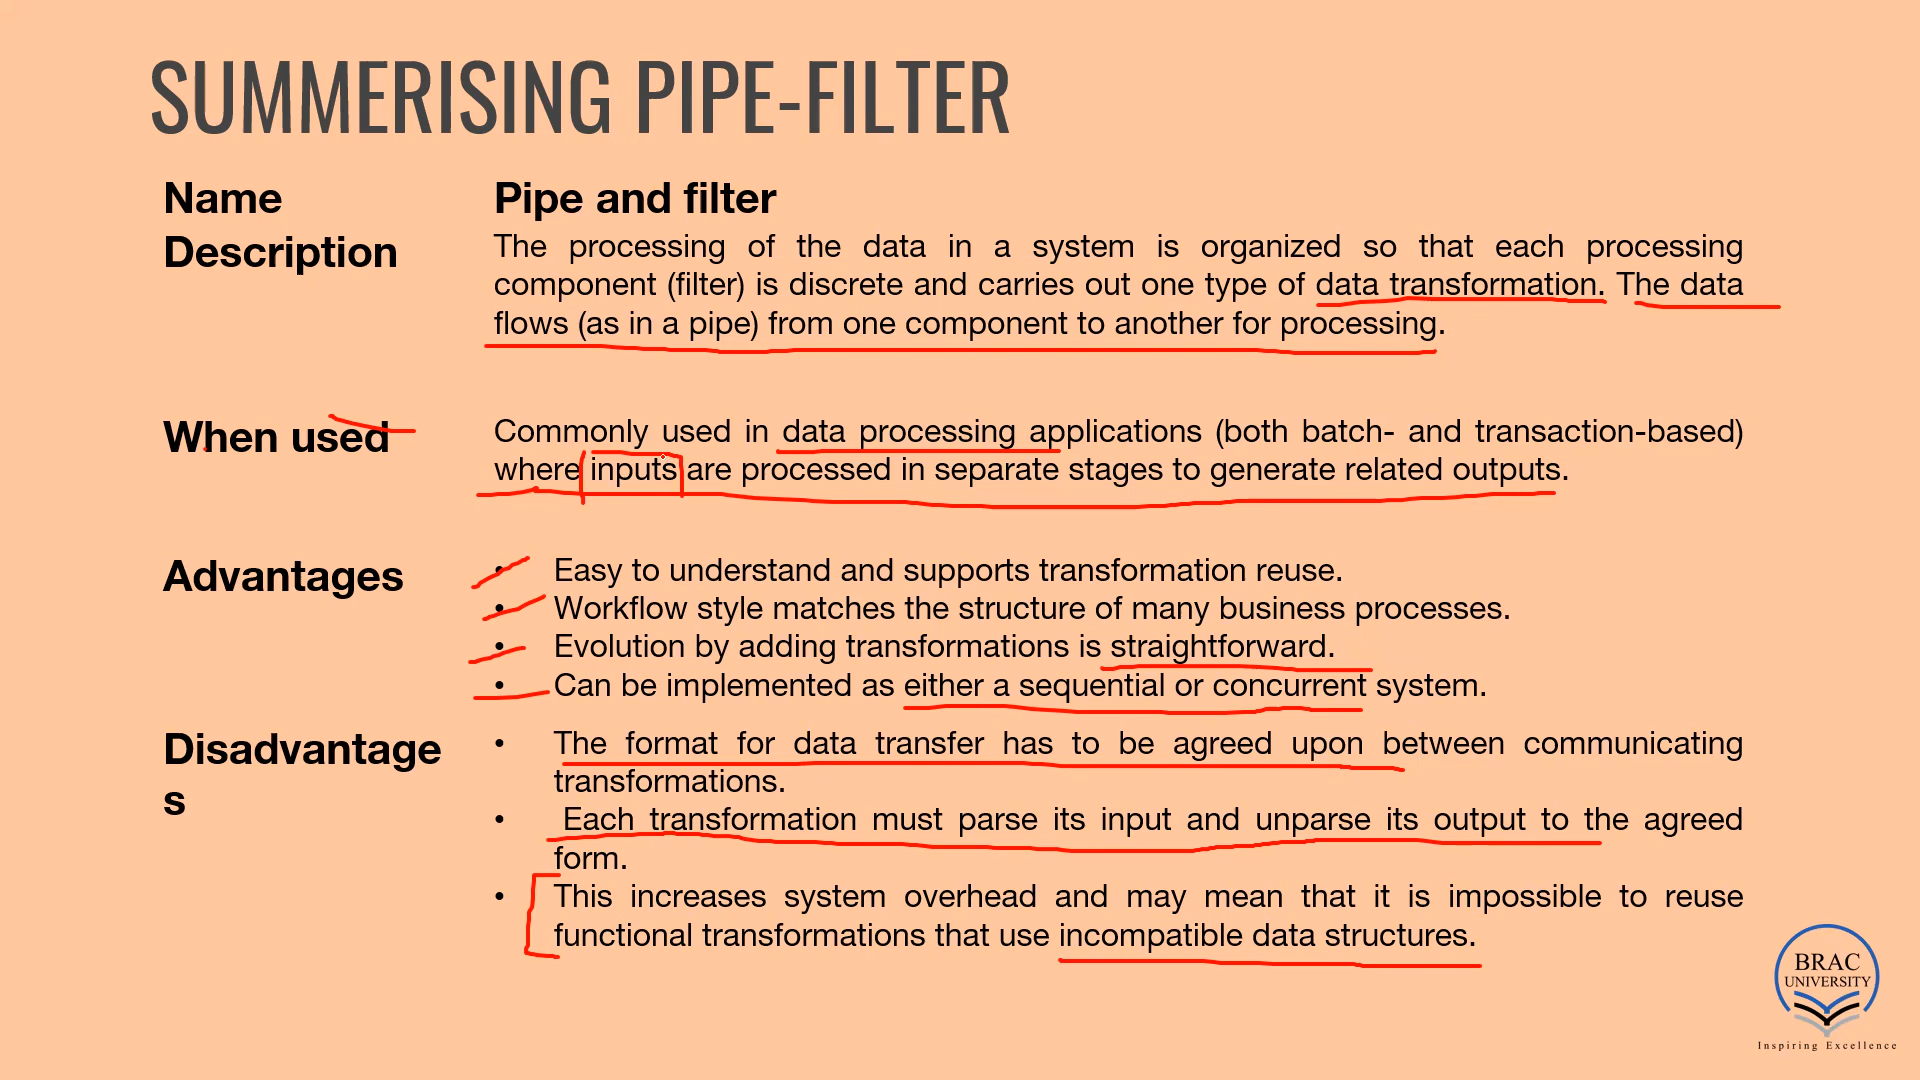 SUMMERISING PIPE-FILTER
Name
Pipe and filter
Description
The processing of the data in a system is organized so that each processing
component (filter) is discrete and carries out one type of data transformation. The data
flows (as in a pipe) from one component to another for processing.
When used
Commonly used in data processing applications (both batch- and transaction-based)
where inputs are processed in separate stages to generate related outputs.
Advantages
• Easy to understand and supports transformation reuse.
• Workflow style matches the structure of many business processes.
• Evolution by adding transformations is straightforward.
• Can be implemented as either a sequential or concurrent system.
Disadvantage
s
• The format for data transfer has to be agreed upon between communicating
transformations.
• Each transformation must parse its input and unparse its output to the agreed
form.
• This increases system overhead and may mean that it is impossible to reuse
functional transformations that use incompatible data structures.
BRAC
UNIVERSITY
Inspiring Excellence